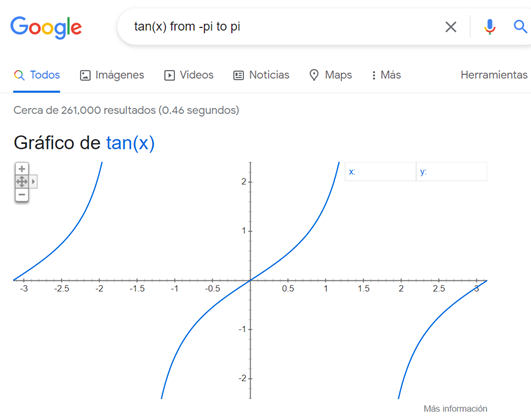 Google
tan(x) from -pi to pi
Todos Imágenes Videos Noticias Maps Más Herramientas
Cerca de 261,000 resultados (0.46 segundos)
Gráfico de tan(x)
x: y:
2
1
-3 -2.5 -2 -1.5 -1 -0.5 0 0.5 1 1.5 2 2.5 3
-1
-2
Más información